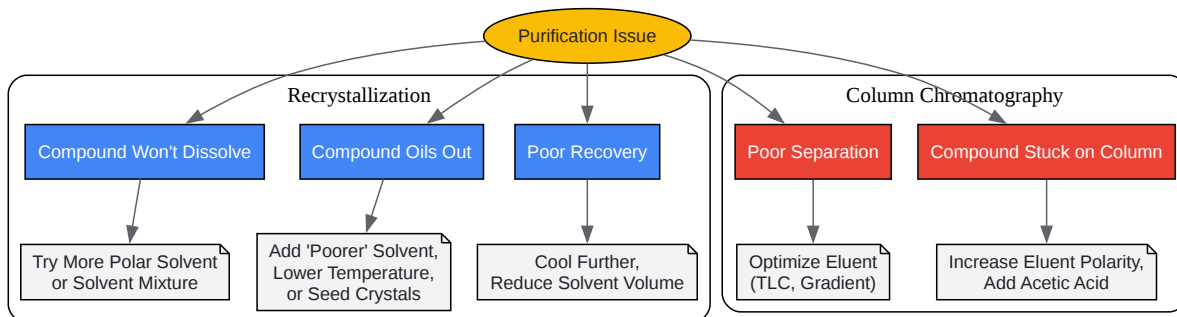 Purification Issue
Recrystallization
Column Chromatography
Compound Won't Dissolve
Compound Oils Out
Poor Recovery
Poor Separation
Compound Stuck on Column
Try More Polar Solvent
or Solvent Mixture
Add 'Poorer' Solvent,
Lower Temperature,
or Seed Crystals
Cool Further,
Reduce Solvent Volume
Optimize Eluent
(TLC, Gradient)
Increase Eluent Polarity,
Add Acetic Acid